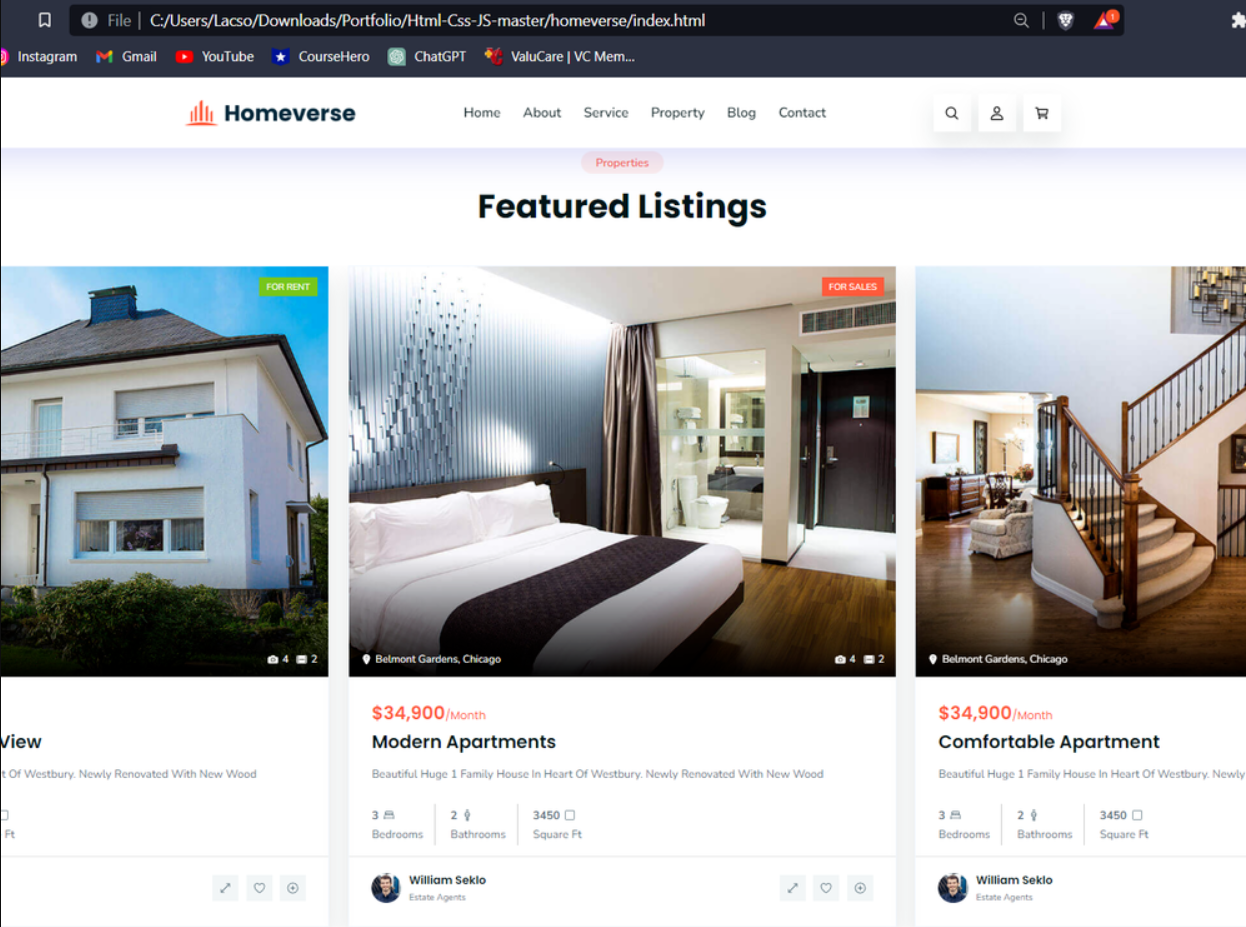 File | C:/Users/Lacso/Downloads/Portfolio/Html-Css-JS-master/homeverse/index.html
1
Instagram Gmail YouTube CourseHero ChatGPT ValuCare | VC Mem...
Homeverse Home About Service Property Blog Contact
Properties
Featured Listings
FOR RENT
4 2
View
t Of Westbury. Newly Renovated With New Wood
Ft
FOR SALES
Belmont Gardens, Chicago 4 2
$34,900/Month
Modern Apartments
Beautiful Huge 1 Family House In Heart Of Westbury. Newly Renovated With New Wood
3 2 3450
Bedrooms Bathrooms Square Ft
William Seklo
Estate Agents
Belmont Gardens, Chicago
$34,900/Month
Comfortable Apartment
Beautiful Huge 1 Family House In Heart Of Westbury. Newly
3 2 3450
Bedrooms Bathrooms Square Ft
William Seklo
Estate Agents